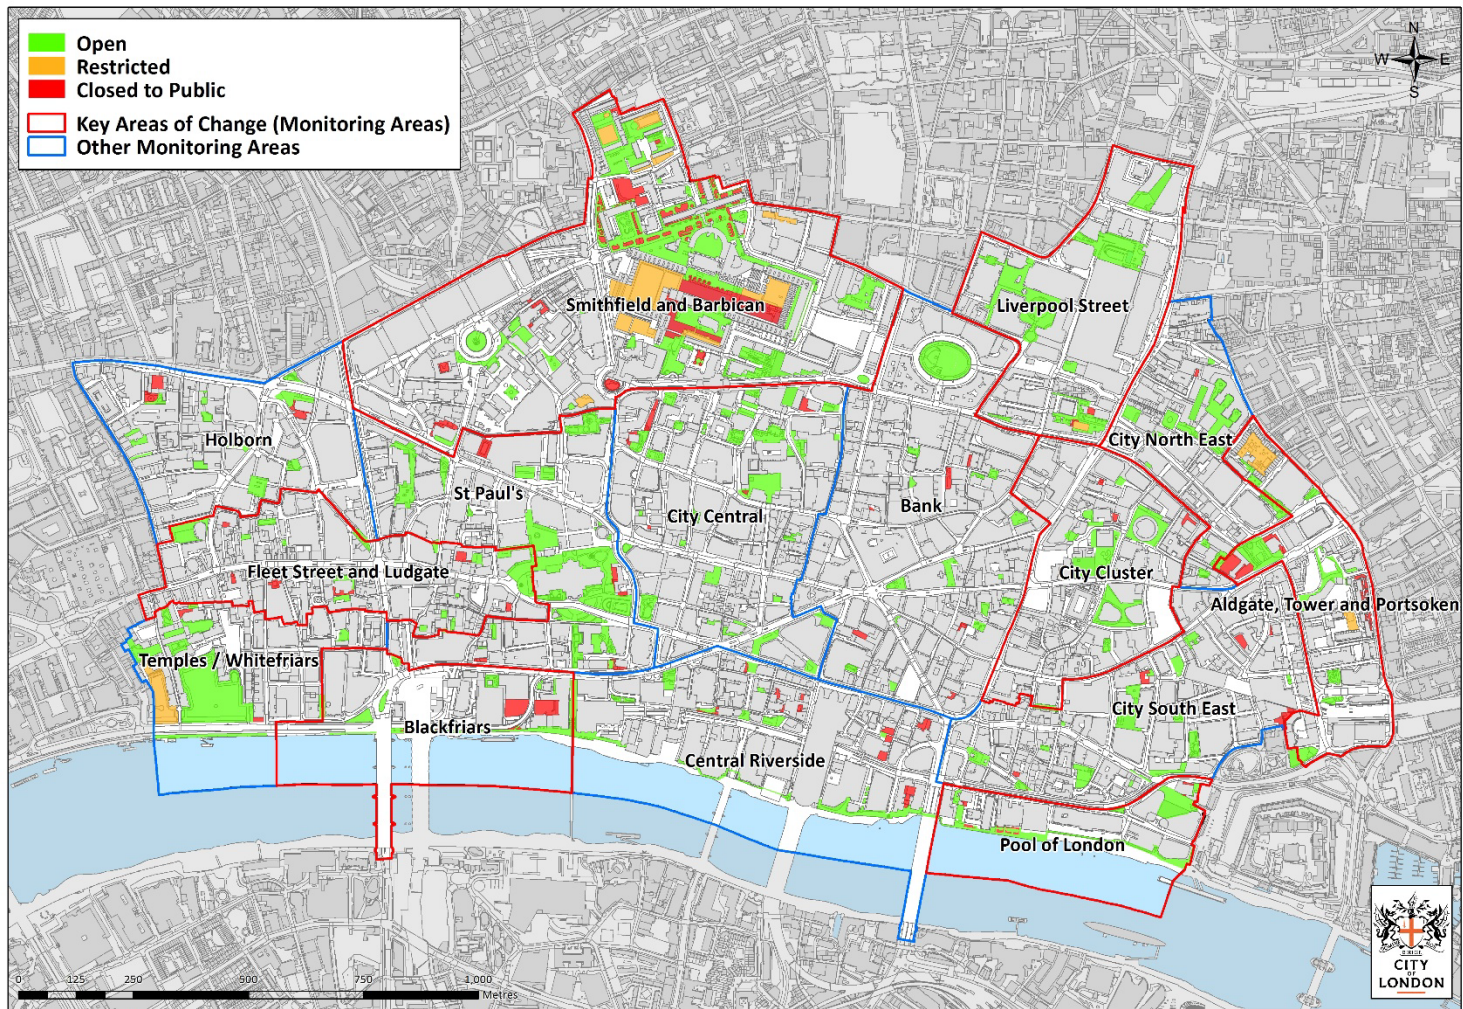 Open
Restricted
Closed to Public
Key Areas of Change (Monitoring Areas)
Other Monitoring Areas
N
W E
S
Smithfield and Barbican
Liverpool Street
Holborn
City North East
St Paul's
City Central
Bank
Fleet Street and Ludgate
City Cluster
Aldgate, Tower and Portsoken
Temples / Whitefriars
City South East
Blackfriars
Central Riverside
Pool of London
0 125 250 500 750 1,000
Metres
CITY
OF
LONDON